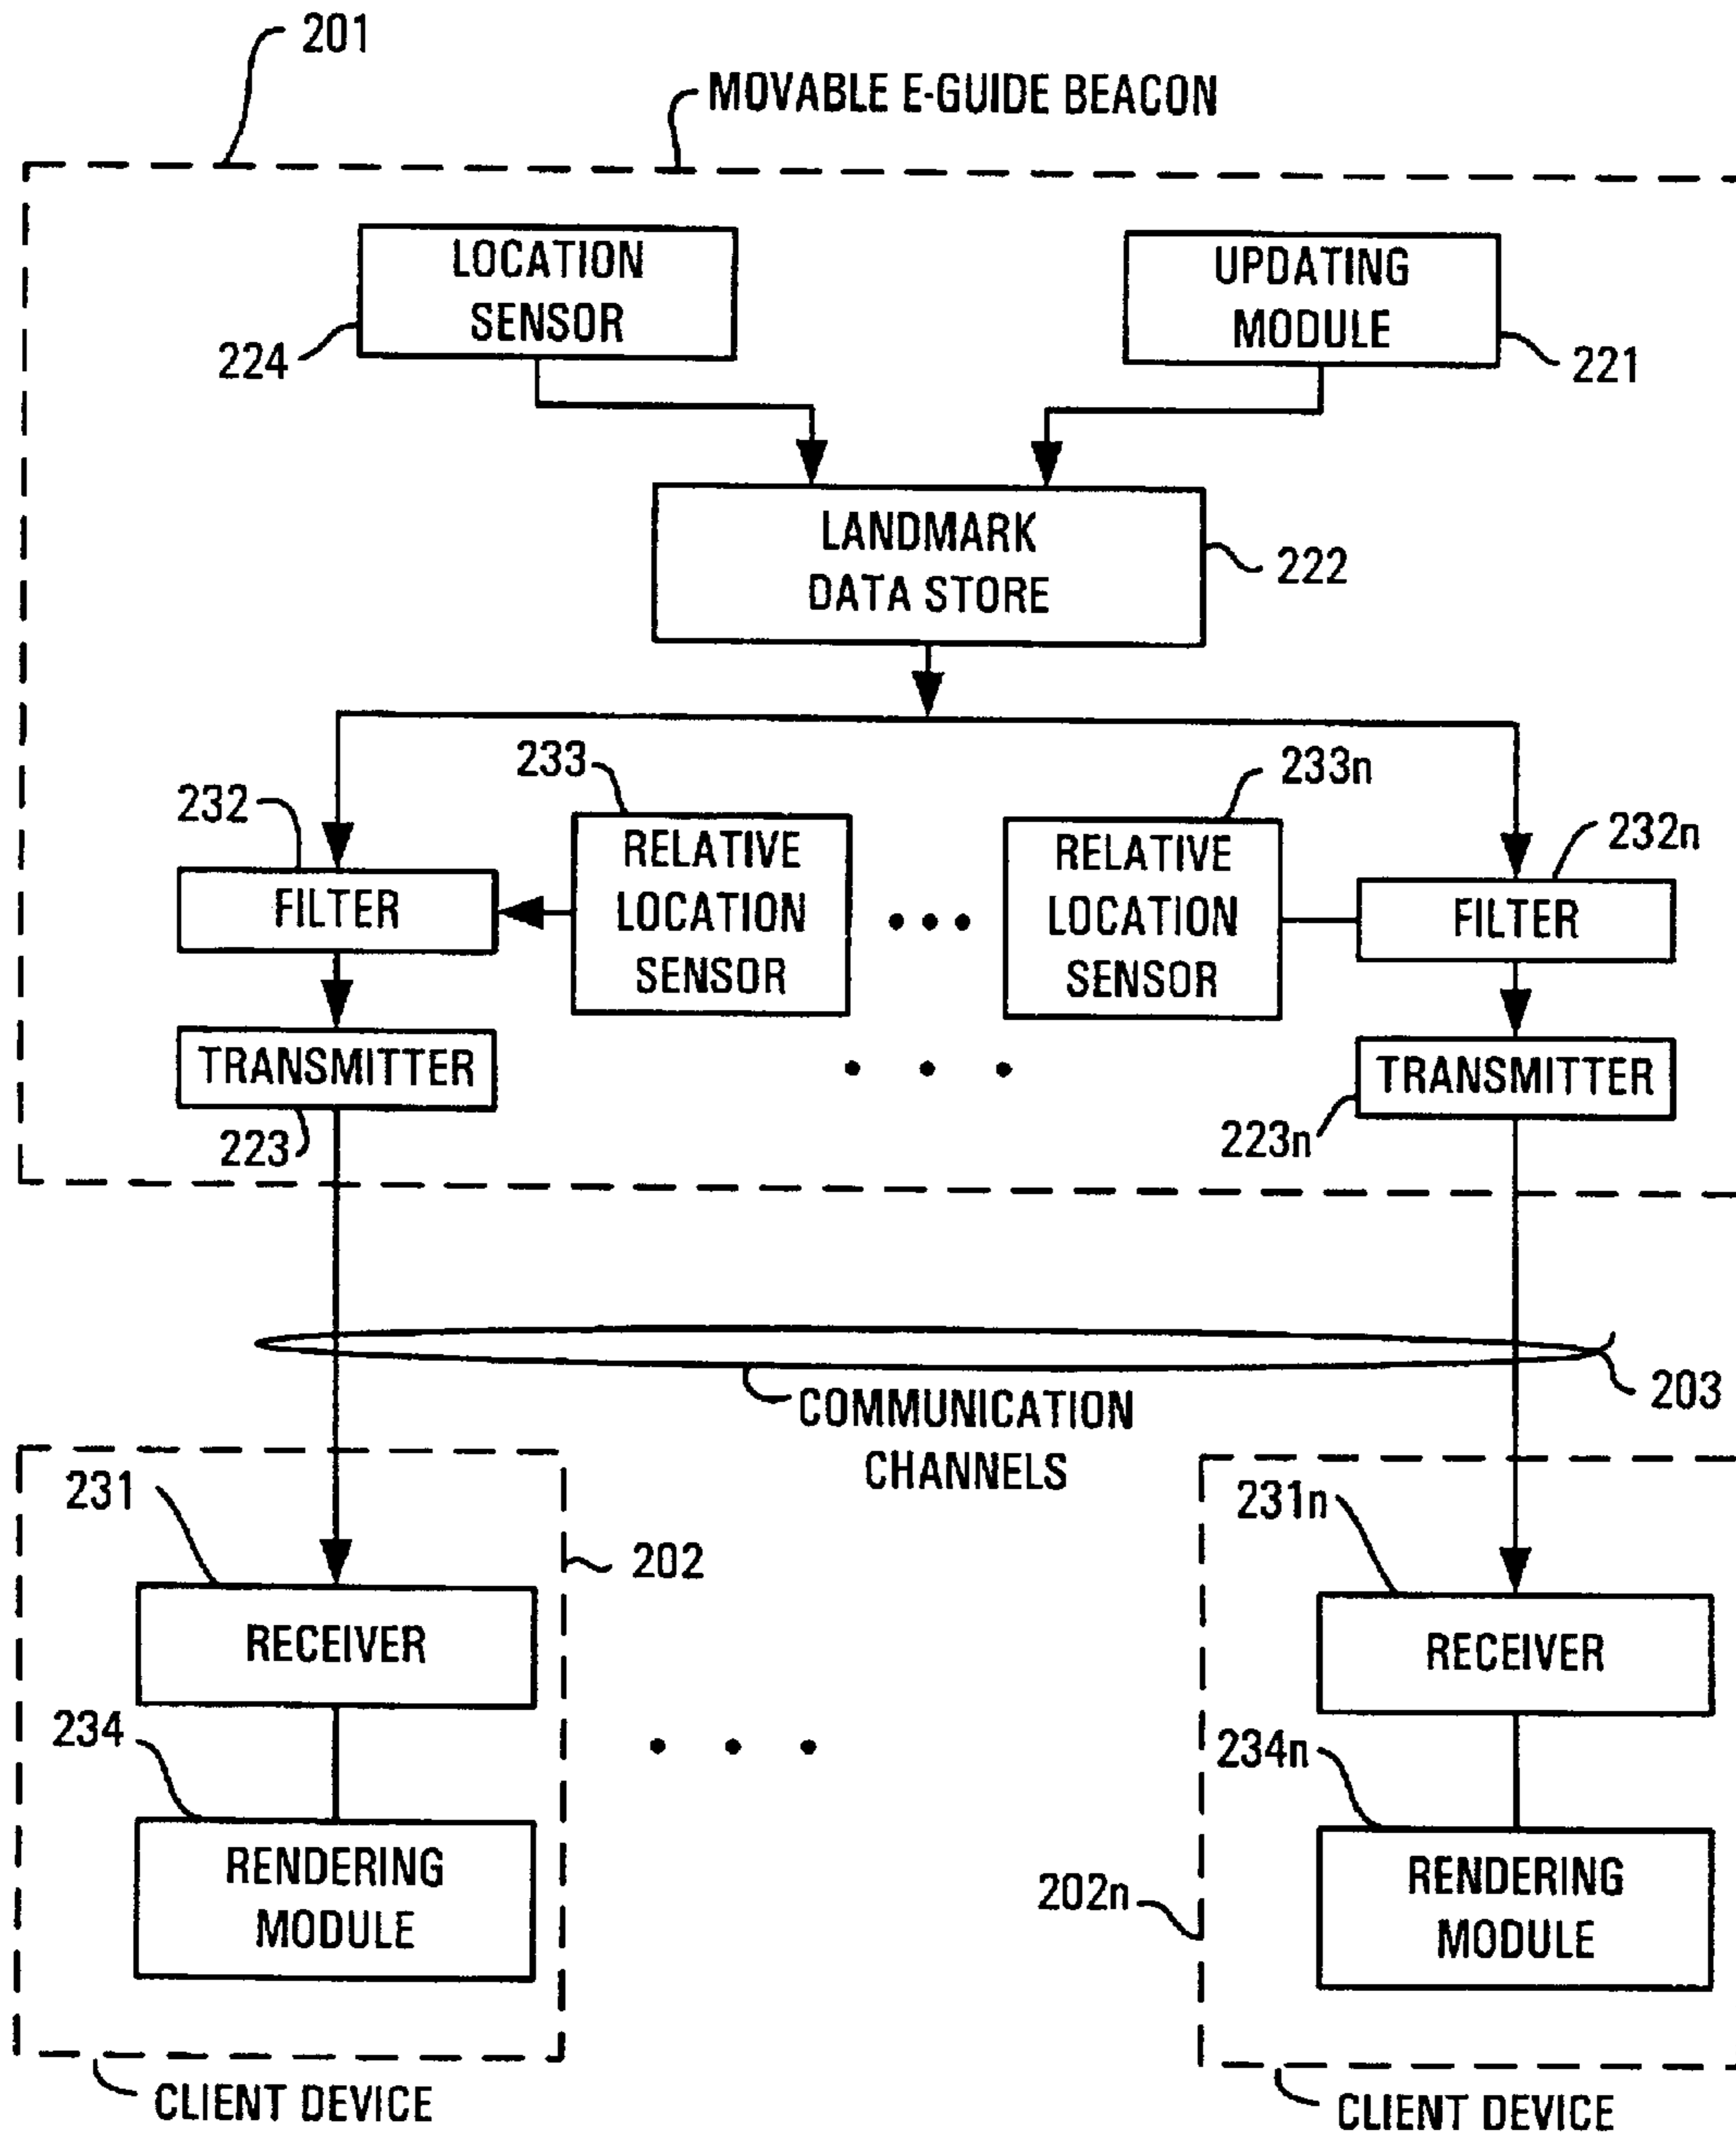 201
MOVABLE E-GUIDE BEACON
LOCATION
SENSOR
224
UPDATING
MODULE
221
LANDMARK
DATA STORE
222
232
233
233n
232n
FILTER
RELATIVE
LOCATION
SENSOR
RELATIVE
LOCATION
SENSOR
FILTER
TRANSMITTER
223
TRANSMITTER
223n
COMMUNICATION
CHANNELS
203
231
202
RECEIVER
234
RENDERING
MODULE
CLIENT DEVICE
231n
RECEIVER
234n
202n
RENDERING
MODULE
CLIENT DEVICE